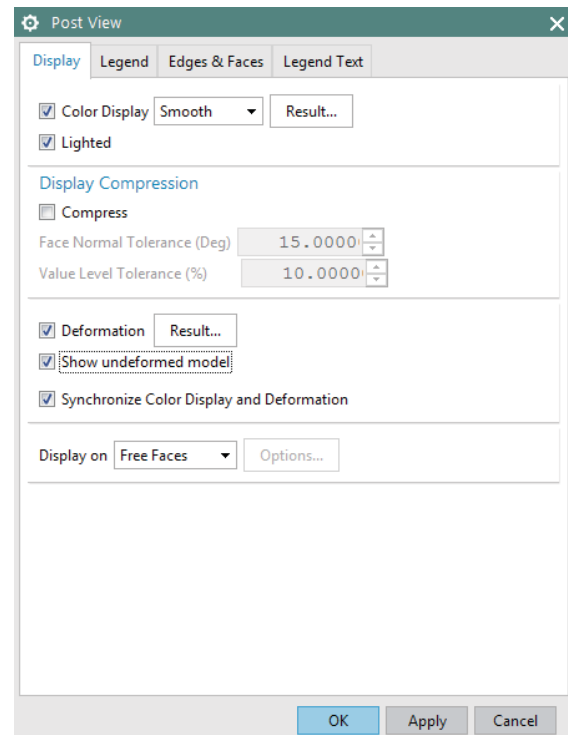 Post View
Display Legend Edges & Faces Legend Text
Color Display Smooth Result...
Lighted
Display Compression
Compress
Face Normal Tolerance (Deg) 15.0000
Value Level Tolerance (%) 10.0000
Deformation Result...
Show undeformed model
Synchronize Color Display and Deformation
Display on Free Faces Options...
OK Apply Cancel